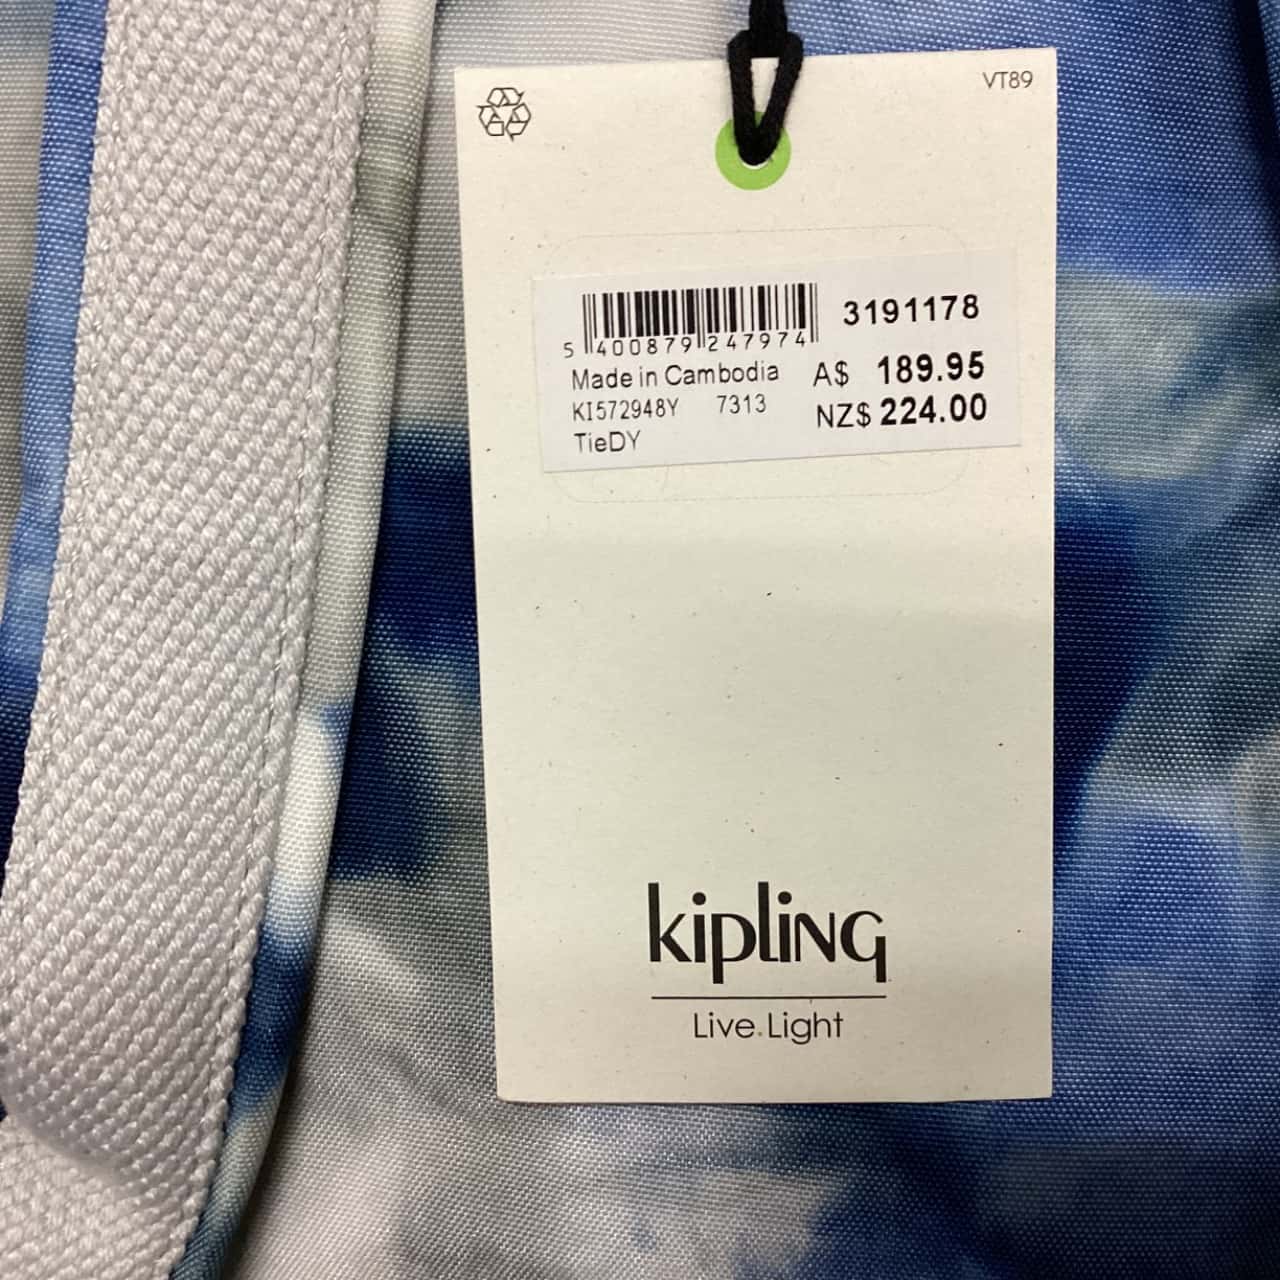 VT89
3191178
5 400879 247974
Made in Cambodia A$ 189.95
KI572948Y 7313 NZ$ 224.00
TieDY
kipling
Live.Light